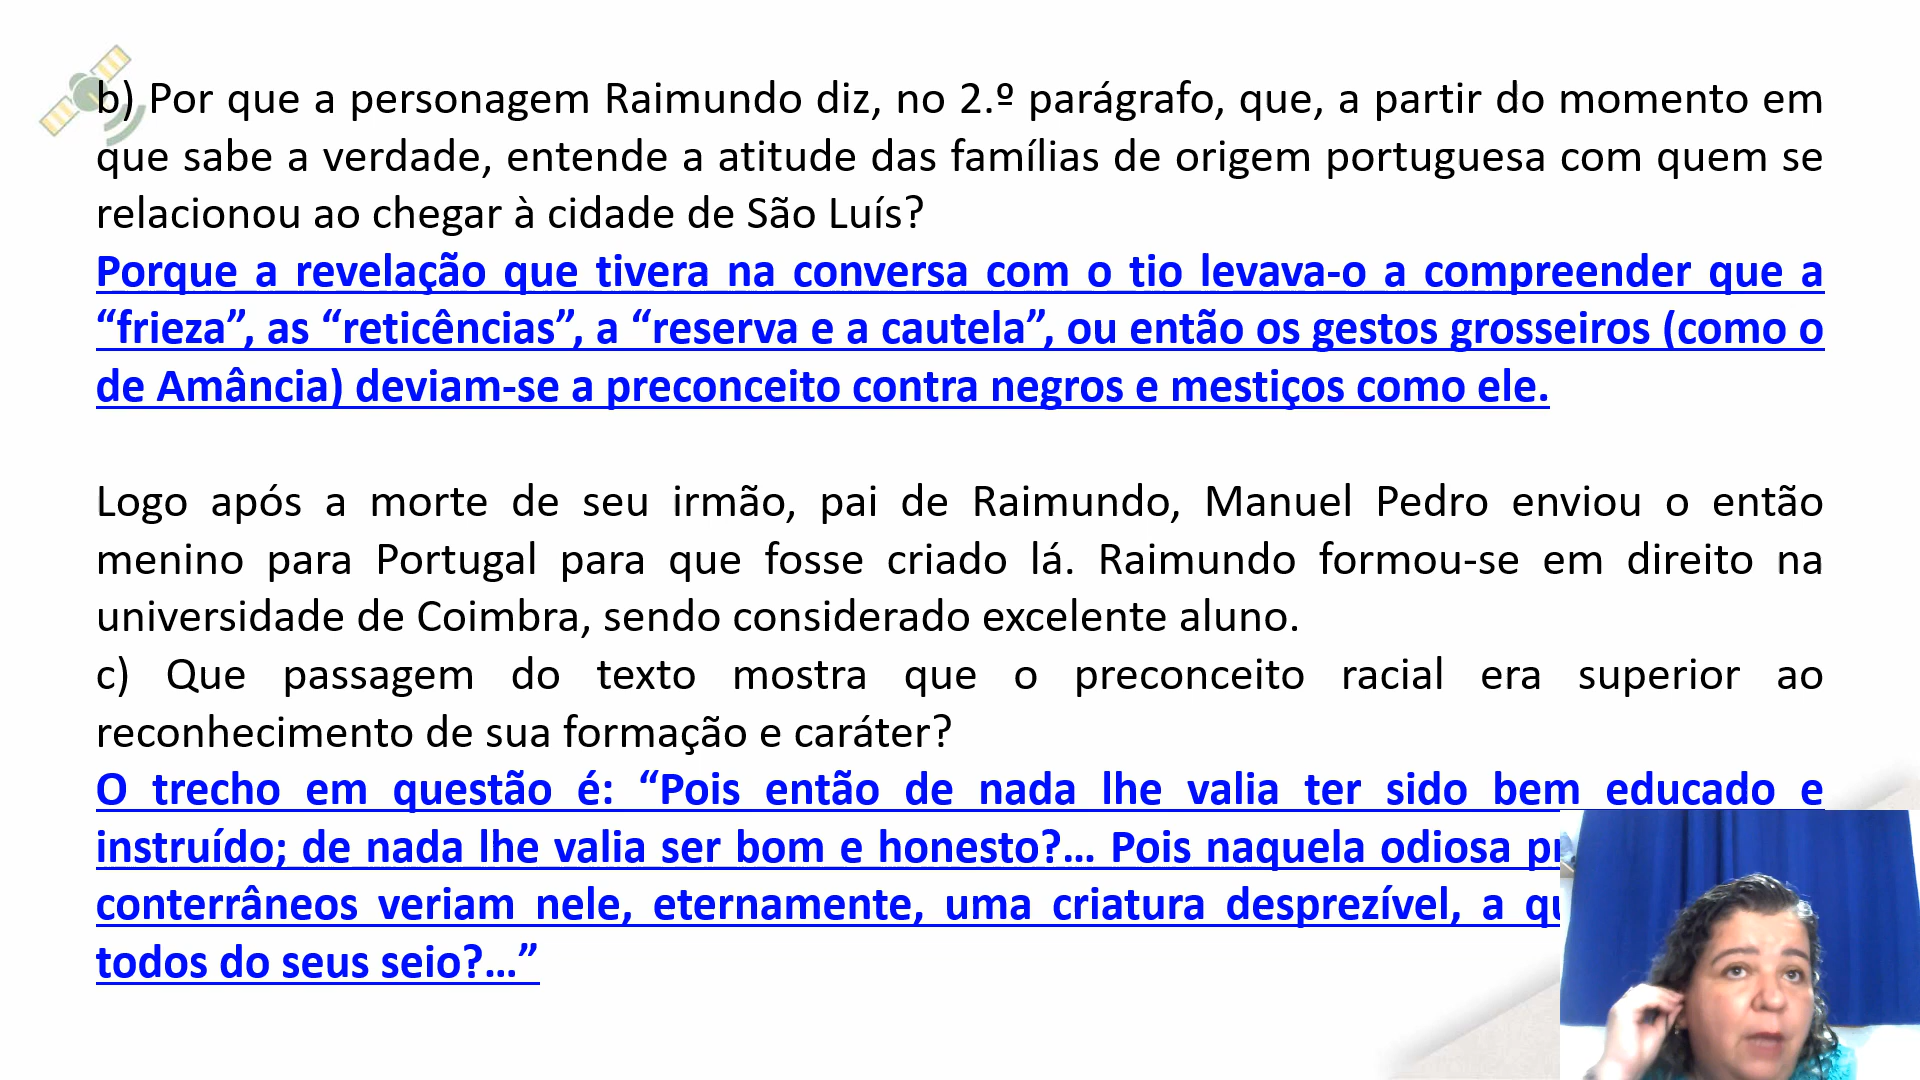 b) Por que a personagem Raimundo diz, no 2.º parágrafo, que, a partir do momento em
que sabe a verdade, entende a atitude das famílias de origem portuguesa com quem se
relacionou ao chegar à cidade de São Luís?
Porque a revelação que tivera na conversa com o tio levava-o a compreender que a
“frieza”, as “reticências”, a “reserva e a cautela”, ou então os gestos grosseiros (como o
de Amância) deviam-se a preconceito contra negros e mestiços como ele.
Logo após a morte de seu irmão, pai de Raimundo, Manuel Pedro enviou o então
menino para Portugal para que fosse criado lá. Raimundo formou-se em direito na
universidade de Coimbra, sendo considerado excelente aluno.
c) Que passagem do texto mostra que o preconceito racial era superior ao
reconhecimento de sua formação e caráter?
O trecho em questão é: “Pois então de nada lhe valia ter sido bem educado e
instruído; de nada lhe valia ser bom e honesto?... Pois naquela odiosa
conterrâneos veriam nele, eternamente, uma criatura desprezível, a
todos do seus seio?...”